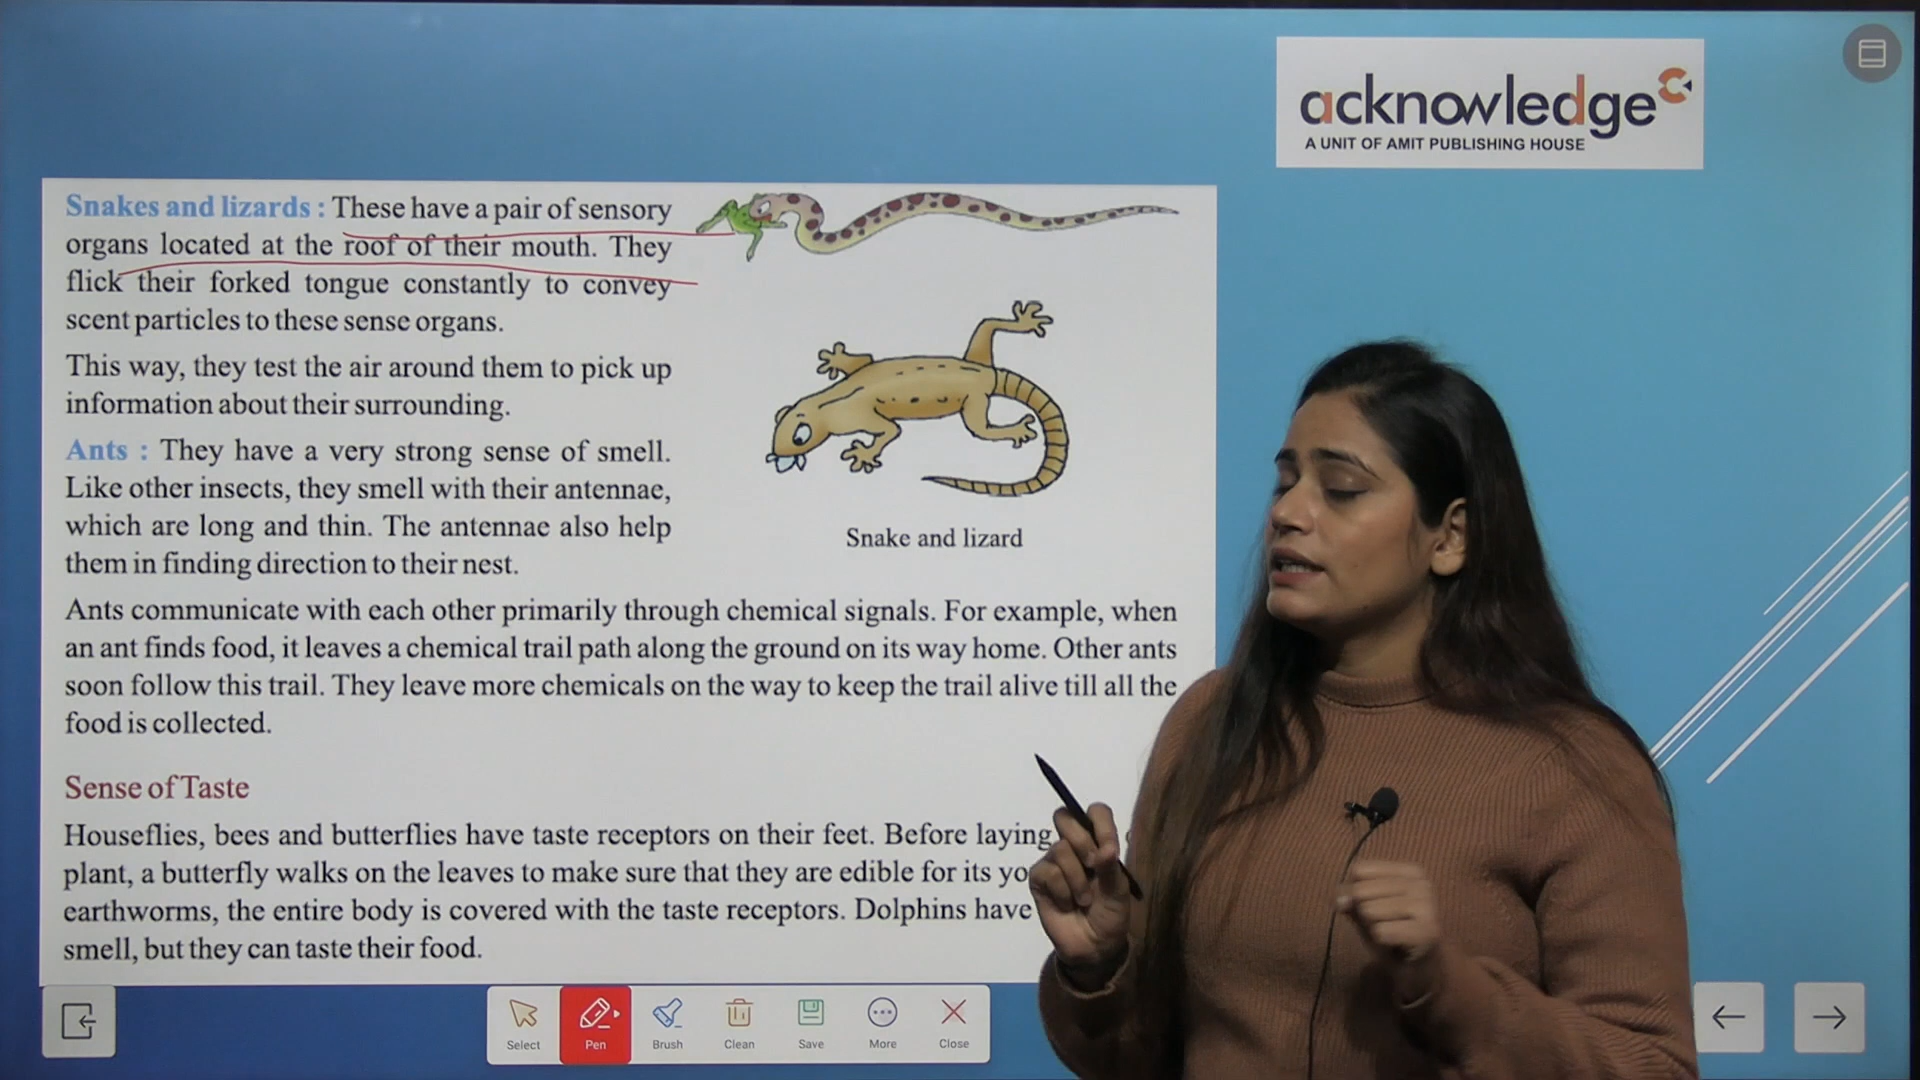 acknowledge
A UNIT OF AMIT PUBLISHING HOUSE
Snakes and lizards : These have a pair of sensory
organs located at the roof of their mouth. They
flick their forked tongue constantly to convey
scent particles to these sense organs.
This way, they test the air around them to pick up
information about their surrounding.
Ants : They have a very strong sense of smell.
Like other insects, they smell with their antennae,
which are long and thin. The antennae also help
them in finding direction to their nest.
Snake and lizard
Ants communicate with each other primarily through chemical signals. For example, when
an ant finds food, it leaves a chemical trail path along the ground on its way home. Other ants
soon follow this trail. They leave more chemicals on the way to keep the trail alive till all the
food is collected.
Sense of Taste
Houseflies, bees and butterflies have taste receptors on their feet. Before laying
plant, a butterfly walks on the leaves to make sure that they are edible for its
earthworms, the entire body is covered with the taste receptors. Dolphins have
smell, but they can taste their food.
Select Pen Brush Clean Save More Close